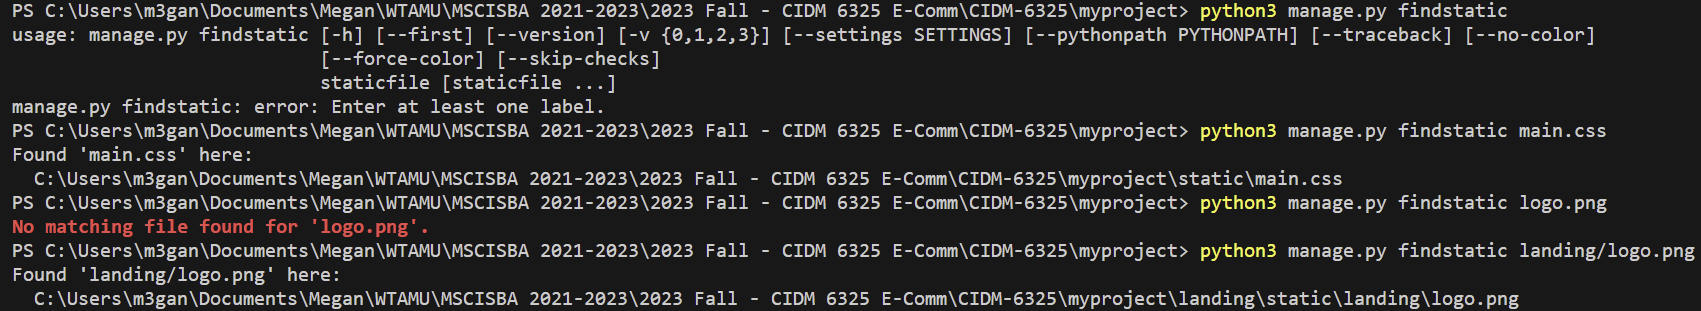 PS C:\Users\m3gan\Documents\Megan\WTAMU\MSCISBA 2021-2023\2023 Fall - CIDM 6325 E-Comm\CIDM-6325\myproject> python3 manage.py findstatic
usage: manage.py findstatic [-h] [--first] [--version] [-v {0,1,2,3}] [--settings SETTINGS] [--pythonpath PYTHONPATH] [--traceback] [--no-color]
                            [--force-color] [--skip-checks]
                            staticfile [staticfile ...]
manage.py findstatic: error: Enter at least one label.
PS C:\Users\m3gan\Documents\Megan\WTAMU\MSCISBA 2021-2023\2023 Fall - CIDM 6325 E-Comm\CIDM-6325\myproject> python3 manage.py findstatic main.css
Found 'main.css' here:
  C:\Users\m3gan\Documents\Megan\WTAMU\MSCISBA 2021-2023\2023 Fall - CIDM 6325 E-Comm\CIDM-6325\myproject\static\main.css
PS C:\Users\m3gan\Documents\Megan\WTAMU\MSCISBA 2021-2023\2023 Fall - CIDM 6325 E-Comm\CIDM-6325\myproject> python3 manage.py findstatic logo.png
No matching file found for 'logo.png'.
PS C:\Users\m3gan\Documents\Megan\WTAMU\MSCISBA 2021-2023\2023 Fall - CIDM 6325 E-Comm\CIDM-6325\myproject> python3 manage.py findstatic landing/logo.png
Found 'landing/logo.png' here:
  C:\Users\m3gan\Documents\Megan\WTAMU\MSCISBA 2021-2023\2023 Fall - CIDM 6325 E-Comm\CIDM-6325\myproject\landing\static\landing\logo.png